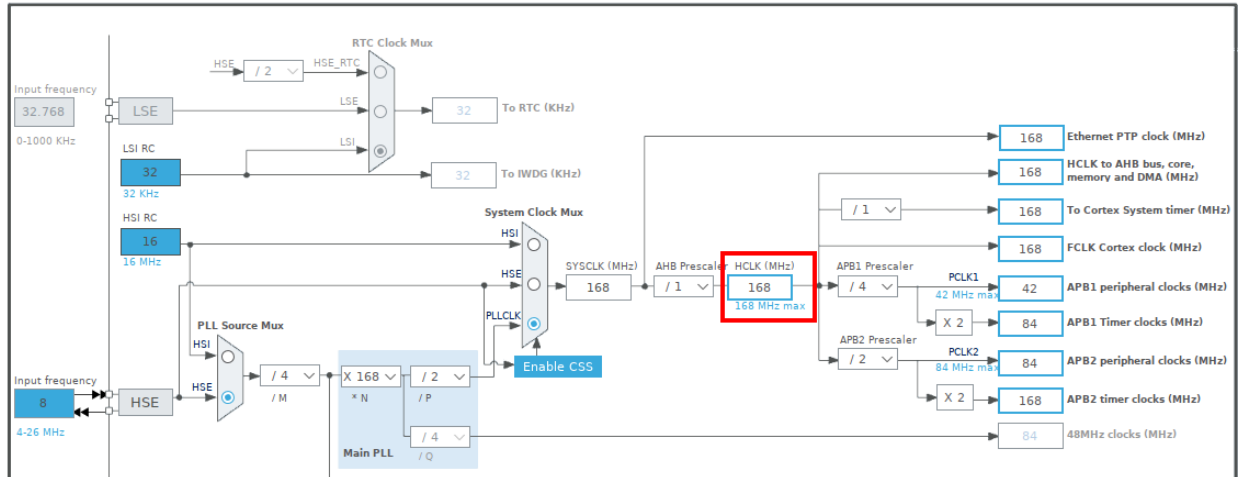 RTC Clock Mux
HSE
/ 2
HSE_RTC
Input frequency
32.768
0-1000 KHz
LSE
LSE
32
To RTC (KHz)
LSI RC
32
32 KHz
LSI
32
To IWDG (KHz)
168
Ethernet PTP clock (MHz)
168
HCLK to AHB bus, core,
memory and DMA (MHz)
/ 1
168
To Cortex System timer (MHz)
HSI RC
16
16 MHz
System Clock Mux
HSI
HSE
PLLCLK
SYSCLK (MHz)
168
AHB Prescaler
/ 1
HCLK (MHz)
168
168 MHz max
168
FCLK Cortex clock (MHz)
APB1 Prescaler
/ 4
PCLK1
42 MHz max
42
APB1 peripheral clocks (MHz)
X 2
84
APB1 Timer clocks (MHz)
APB2 Prescaler
/ 2
PCLK2
84 MHz max
84
APB2 peripheral clocks (MHz)
X 2
168
APB2 timer clocks (MHz)
Enable CSS
PLL Source Mux
HSI
HSE
Input frequency
8
4-26 MHz
HSE
/ 4
/ M
X 168
* N
/ 2
/ P
/ 4
/ Q
Main PLL
84
48MHz clocks (MHz)